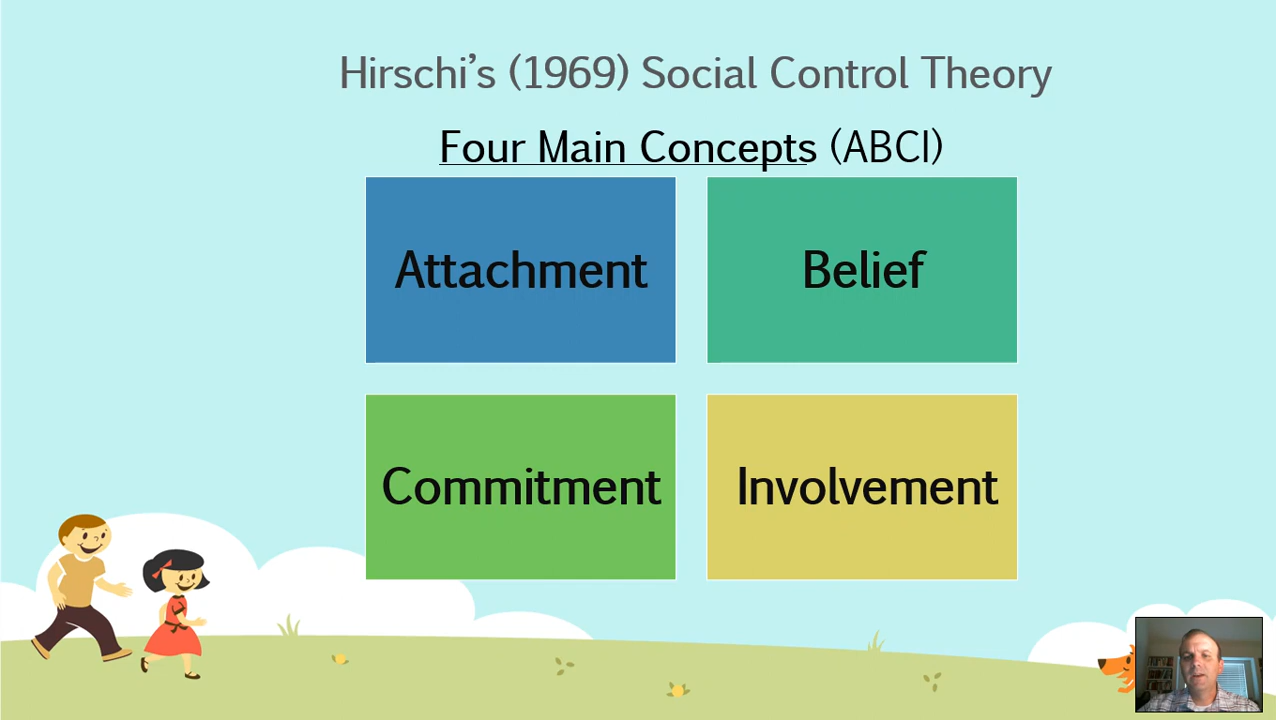 Hirschi's (1969) Social Control Theory
Four Main Concepts (ABCI)
Attachment
Belief
Commitment
Involvement